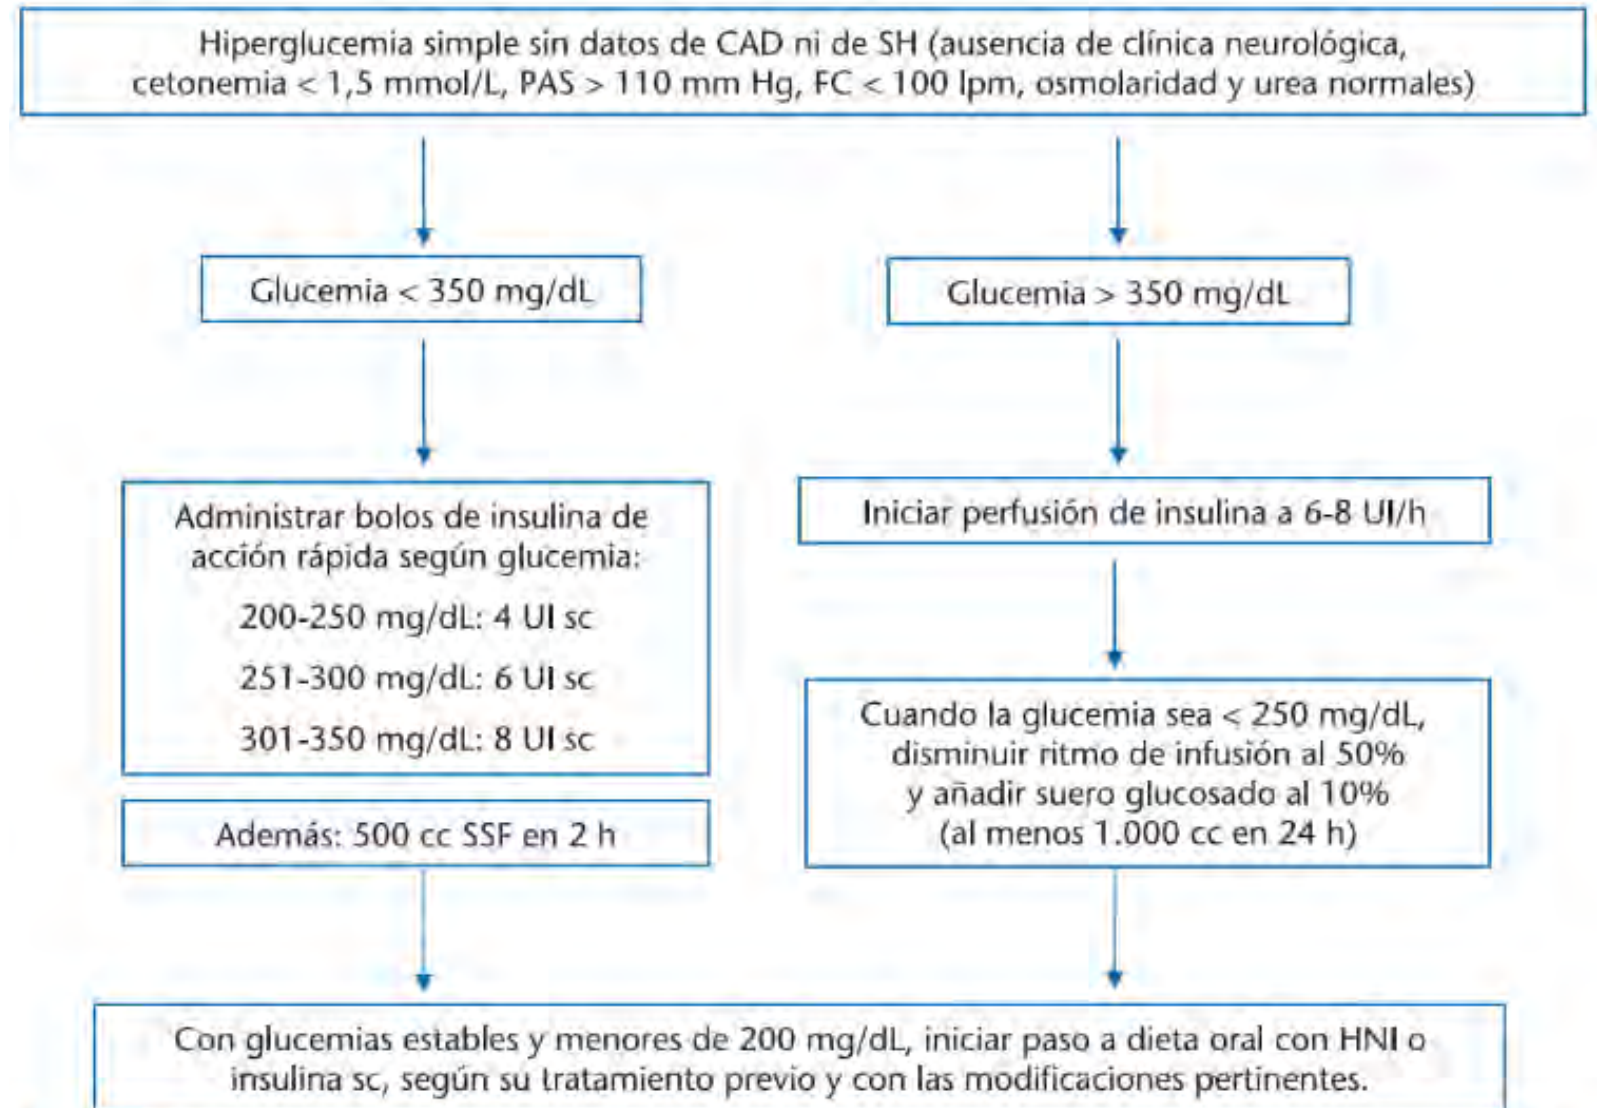 Hiperglucemia simple sin datos de CAD ni de SH (ausencia de clínica neurológica,
cetonemia < 1,5 mmol/L, PAS > 110 mm Hg, FC < 100 lpm, osmolaridad y urea normales)
Glucemia < 350 mg/dL
Glucemia > 350 mg/dL
Administrar bolos de insulina de
acción rápida según glucemia:
200-250 mg/dL: 4 UI sc
251-300 mg/dL: 6 UI sc
301-350 mg/dL: 8 UI sc
Además: 500 cc SSF en 2 h
Iniciar perfusión de insulina a 6-8 UI/h
Cuando la glucemia sea < 250 mg/dL,
disminuir ritmo de infusión al 50%
y añadir suero glucosado al 10%
(al menos 1.000 cc en 24 h)
Con glucemias estables y menores de 200 mg/dL, iniciar paso a dieta oral con HNI o
insulina sc, según su tratamiento previo y con las modificaciones pertinentes.